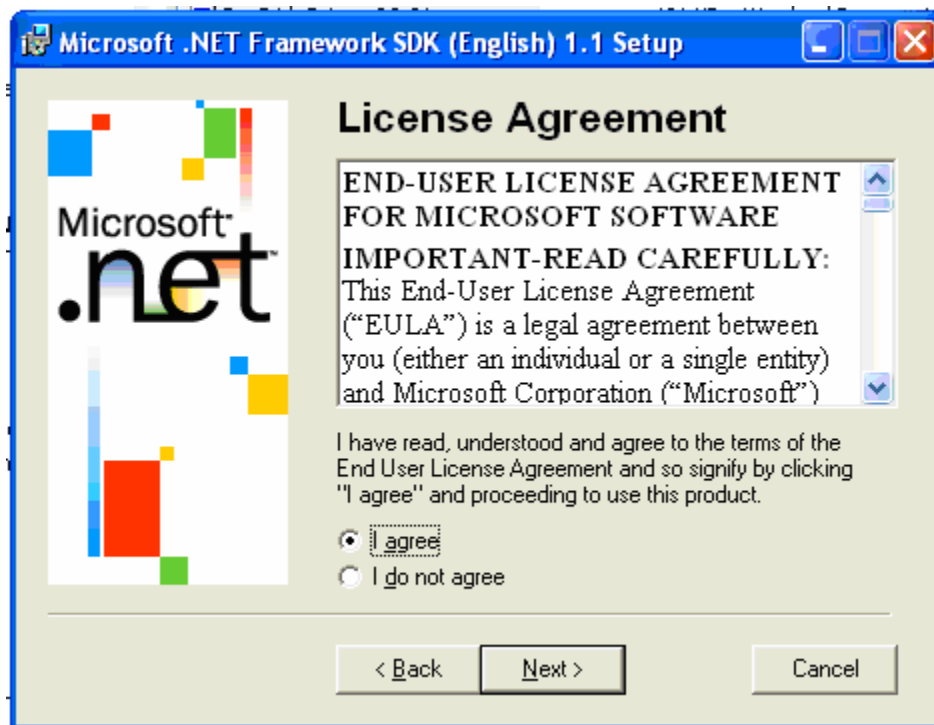 Microsoft .NET Framework SDK (English) 1.1 Setup
Microsoft
.net
License Agreement
END-USER LICENSE AGREEMENT
FOR MICROSOFT SOFTWARE
IMPORTANT-READ CAREFULLY:
This End-User License Agreement
(“EULA”) is a legal agreement between
you (either an individual or a single entity)
and Microsoft Corporation (“Microsoft”)
I have read, understood and agree to the terms of the
End User License Agreement and so signify by clicking
"I agree" and proceeding to use this product.
I agree
I do not agree
< Back
Next >
Cancel